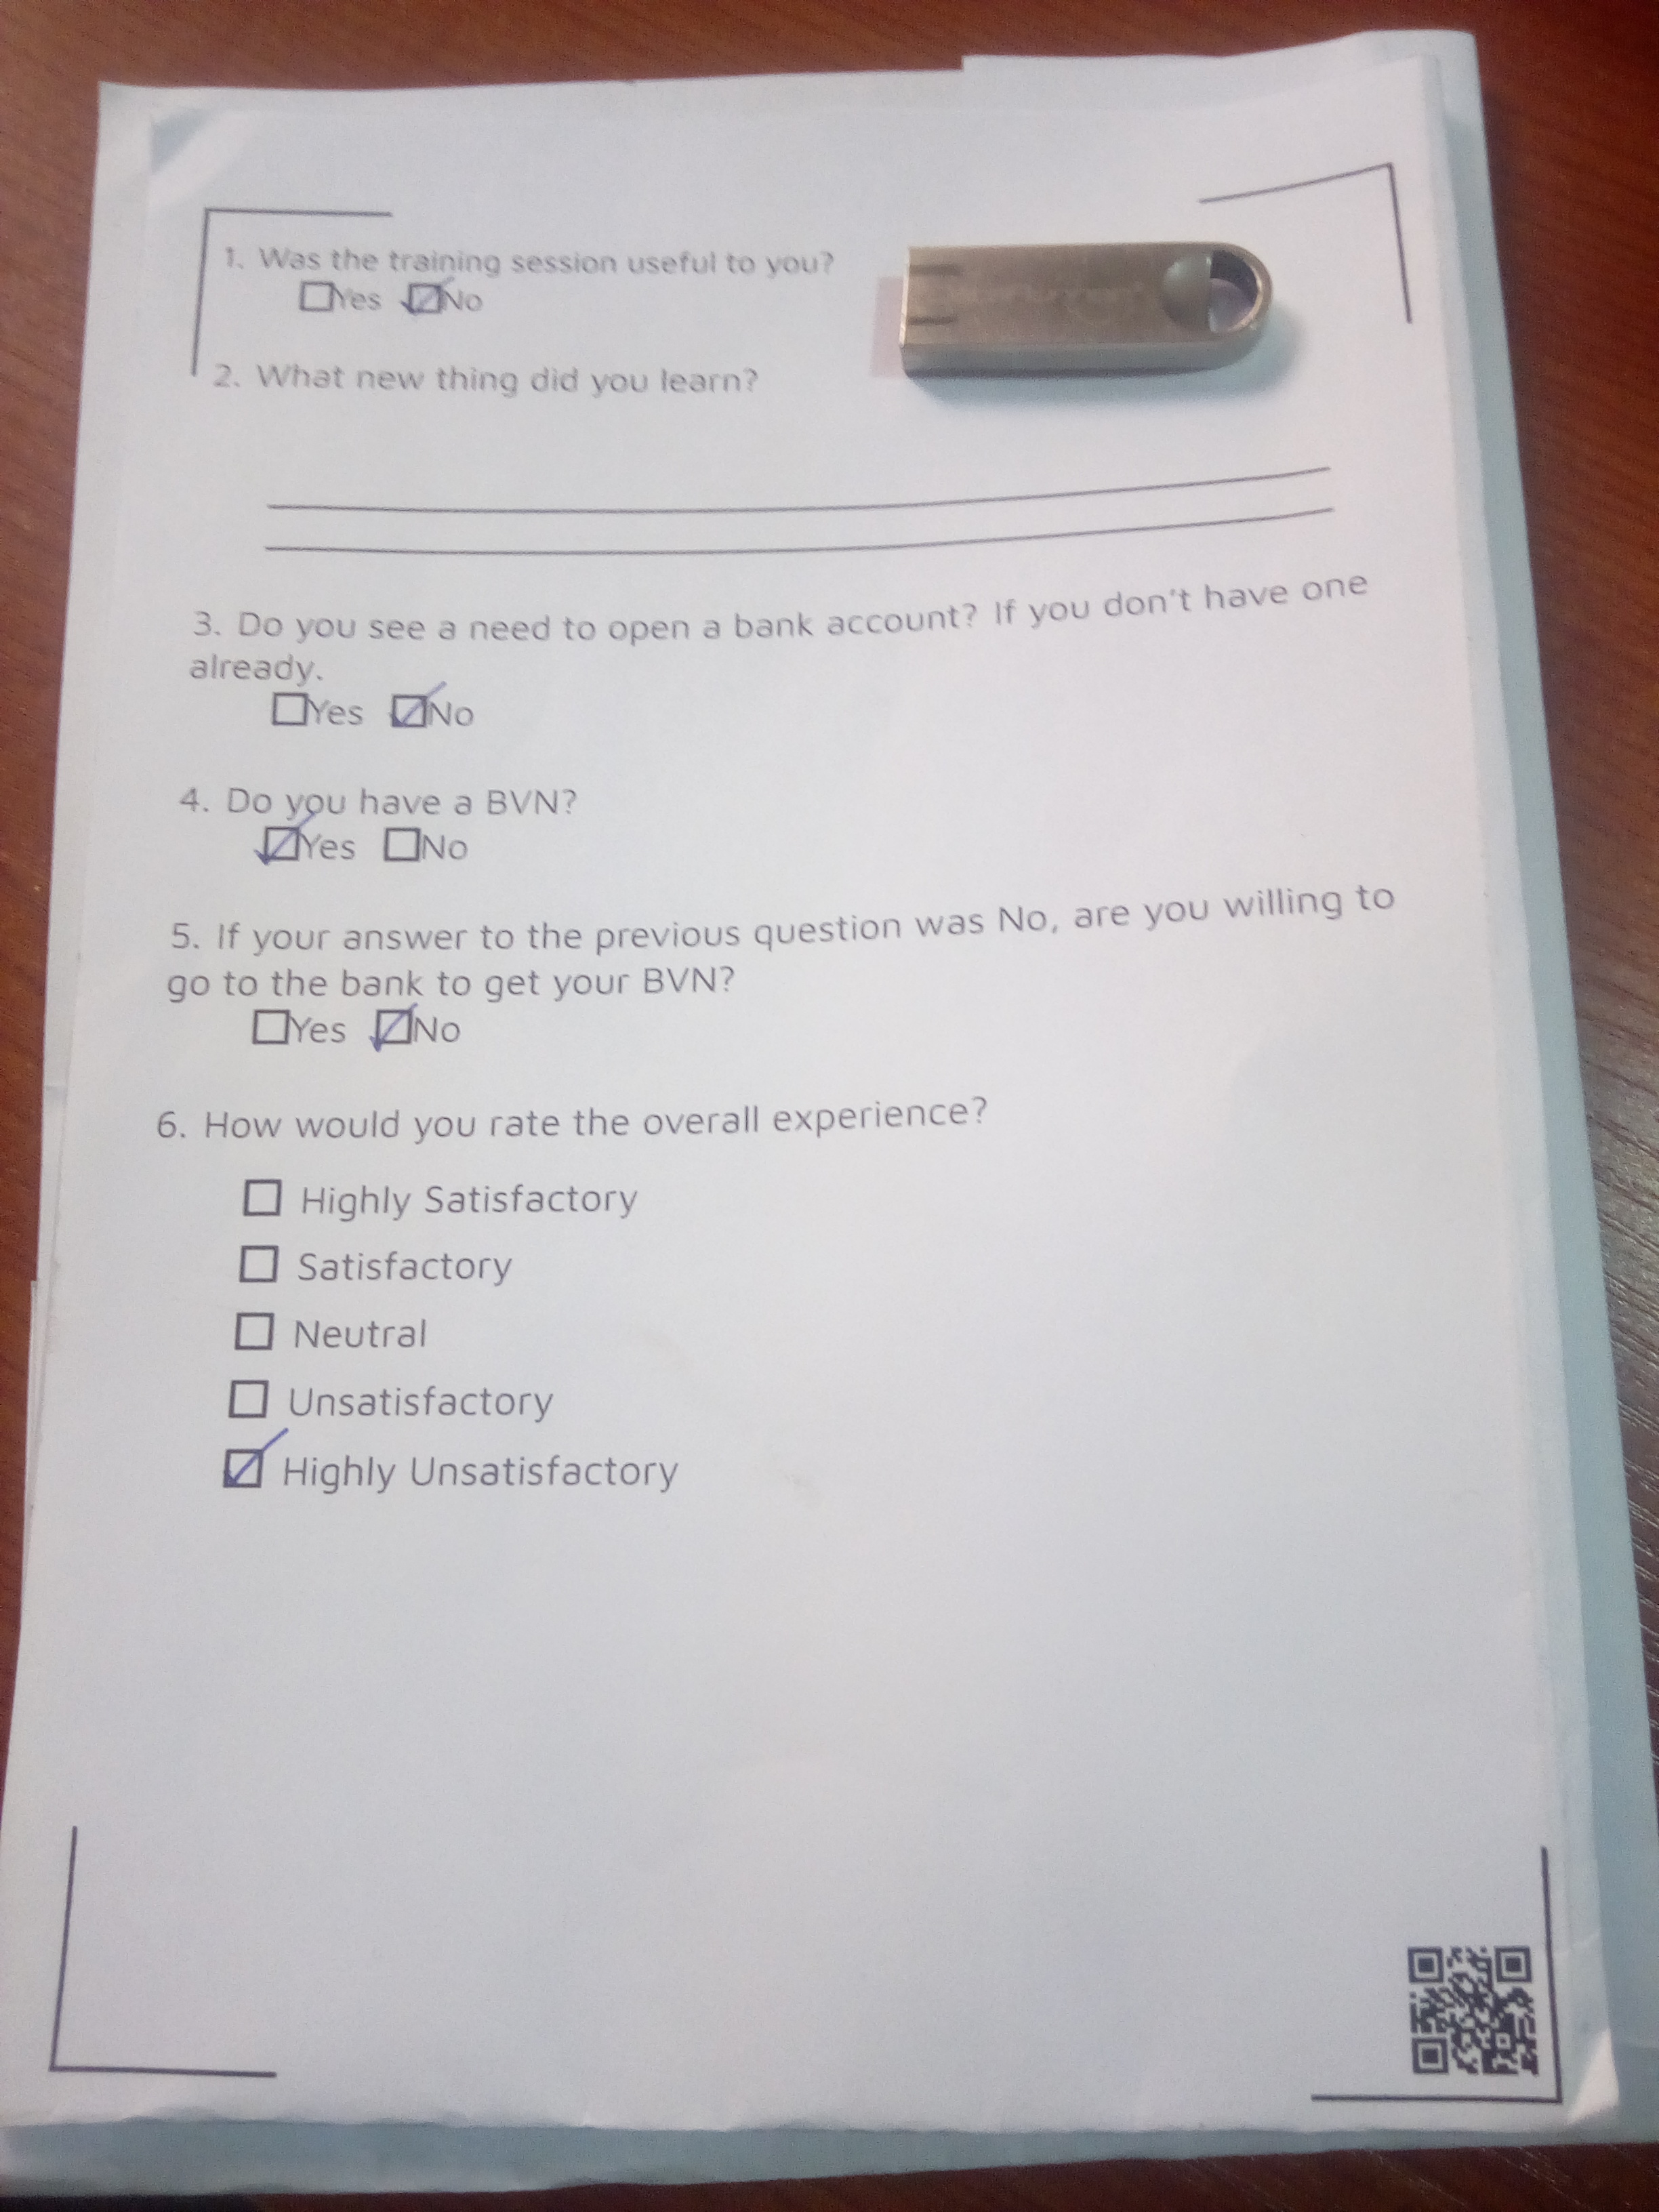 1. Was the training session useful to you?
☐Yes ☑No
2. What new thing did you learn?
3. Do you see a need to open a bank account? If you don't have one
already.
☐Yes ☑No
4. Do you have a BVN?
☑Yes ☐No
5. If your answer to the previous question was No, are you willing to
go to the bank to get your BVN?
☐Yes ☑No
6. How would you rate the overall experience?
☐ Highly Satisfactory
☐ Satisfactory
☐ Neutral
☐ Unsatisfactory
☑ Highly Unsatisfactory